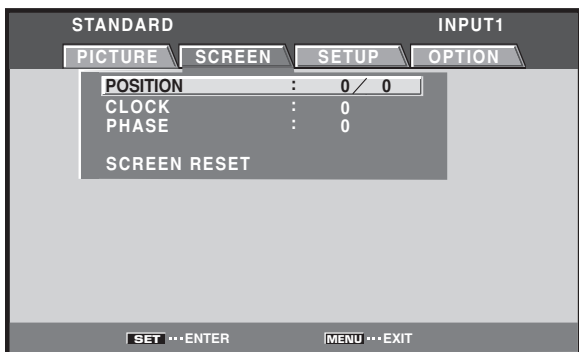 STANDARD INPUT1
PICTURE SCREEN SETUP OPTION
POSITION : 0/ 0
CLOCK : 0
PHASE : 0
SCREEN RESET
SET ···ENTER MENU ···EXIT